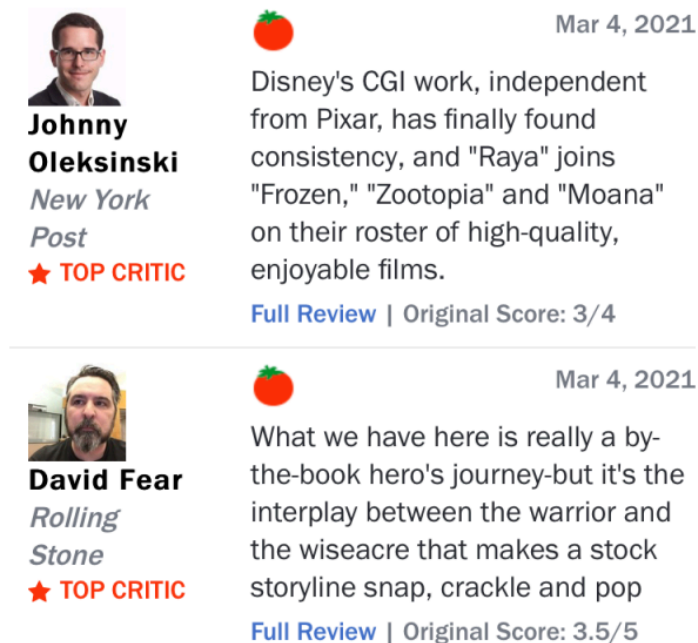 Mar 4, 2021
Johnny
Oleksinski
New York
Post
TOP CRITIC
Disney's CGI work, independent
from Pixar, has finally found
consistency, and "Raya" joins
"Frozen," "Zootopia" and "Moana"
on their roster of high-quality,
enjoyable films.
Full Review | Original Score: 3/4
Mar 4, 2021
David Fear
Rolling
Stone
TOP CRITIC
What we have here is really a by-
the-book hero's journey-but it's the
interplay between the warrior and
the wiseacre that makes a stock
storyline snap, crackle and pop
Full Review | Original Score: 3.5/5